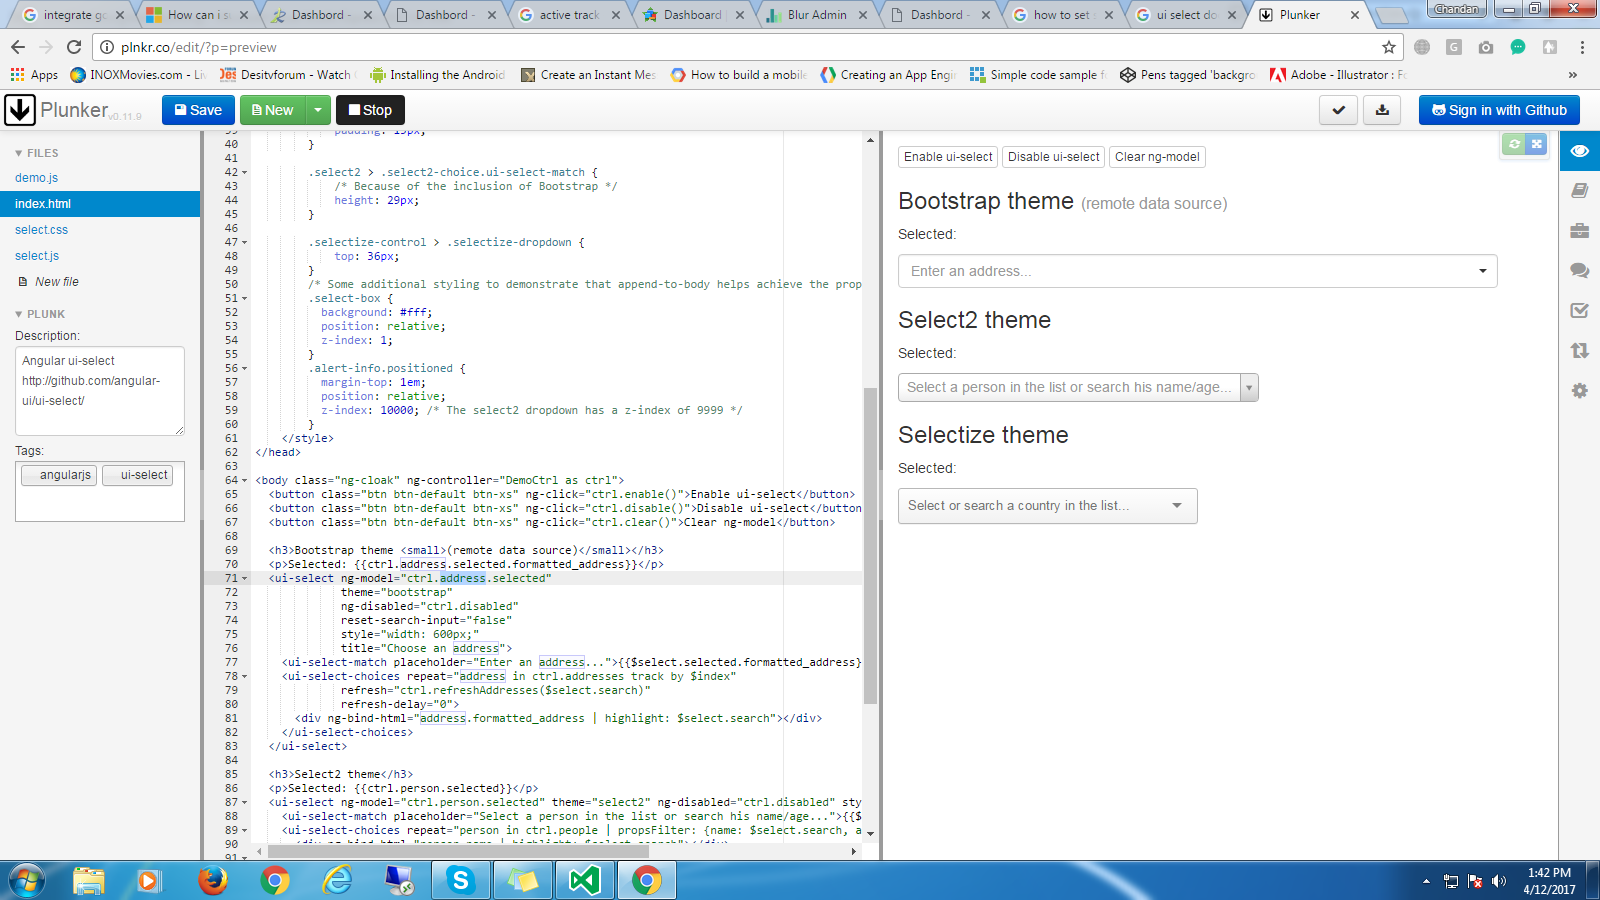 integrate go
How can i s
Dashbord -
Dashbord -
active track
Dashboard
Blur Admin
Dashbord -
how to set
ui select do
Plunker
Chandan
plnkr.co/edit/?p=preview
Apps
INOXMovies.com - Li
Desitvforum - Watch
Installing the Android
Create an Instant Mes
How to build a mobile
Creating an App Engi
Simple code sample f
Pens tagged 'backgro
Adobe - Illustrator : F
»
Plunker v0.11.9
Save
New
Stop
Sign in with Github
FILES
demo.js
index.html
select.css
select.js
New file
PLUNK
Description:
Angular ui-select
http://github.com/angular-
ui/ui-select/
Tags:
angularjs
ui-select
39 padding: 15px;
40 }
41
42 .select2 > .select2-choice.ui-select-match {
43 /* Because of the inclusion of Bootstrap */
44 height: 29px;
45 }
46
47 .selectize-control > .selectize-dropdown {
48 top: 36px;
49 }
50 /* Some additional styling to demonstrate that append-to-body helps achieve the prop
51 .select-box {
52 background: #fff;
53 position: relative;
54 z-index: 1;
55 }
56 .alert-info.positioned {
57 margin-top: 1em;
58 position: relative;
59 z-index: 10000; /* The select2 dropdown has a z-index of 9999 */
60 }
61 </style>
62 </head>
63
64 <body class="ng-cloak" ng-controller="DemoCtrl as ctrl">
65 <button class="btn btn-default btn-xs" ng-click="ctrl.enable()">Enable ui-select</button>
66 <button class="btn btn-default btn-xs" ng-click="ctrl.disable()">Disable ui-select</button
67 <button class="btn btn-default btn-xs" ng-click="ctrl.clear()">Clear ng-model</button>
68
69 <h3>Bootstrap theme <small>(remote data source)</small></h3>
70 <p>Selected: {{ctrl.address.selected.formatted_address}}</p>
71 <ui-select ng-model="ctrl.address.selected"
72 theme="bootstrap"
73 ng-disabled="ctrl.disabled"
74 reset-search-input="false"
75 style="width: 600px;"
76 title="Choose an address">
77 <ui-select-match placeholder="Enter an address...">{{$select.selected.formatted_address}
78 <ui-select-choices repeat="address in ctrl.addresses track by $index"
79 refresh="ctrl.refreshAddresses($select.search)"
80 refresh-delay="0">
81 <div ng-bind-html="address.formatted_address | highlight: $select.search"></div>
82 </ui-select-choices>
83 </ui-select>
84
85 <h3>Select2 theme</h3>
86 <p>Selected: {{ctrl.person.selected}}</p>
87 <ui-select ng-model="ctrl.person.selected" theme="select2" ng-disabled="ctrl.disabled" sty
88 <ui-select-match placeholder="Select a person in the list or search his name/age...">{{$
89 <ui-select-choices repeat="person in ctrl.people | propsFilter: {name: $select.search, a
90 <div ng-bind-html="person.name | highlight: $select.search"></div>
91
Enable ui-select
Disable ui-select
Clear ng-model
Bootstrap theme (remote data source)
Selected:
Enter an address...
Select2 theme
Selected:
Select a person in the list or search his name/age...
Selectize theme
Selected:
Select or search a country in the list...
1:42 PM
4/12/2017